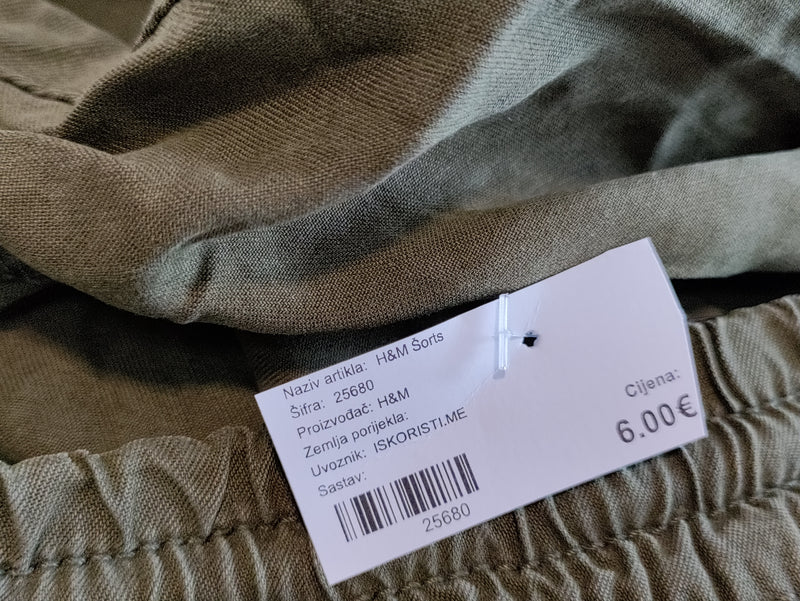 Naziv artikla: H&M Šorts
Šifra: 25680
Proizvođač: H&M
Zemlja porijekla:
Uvoznik: ISKORISTI.ME
Sastav:
25680
Cijena:
6.00€